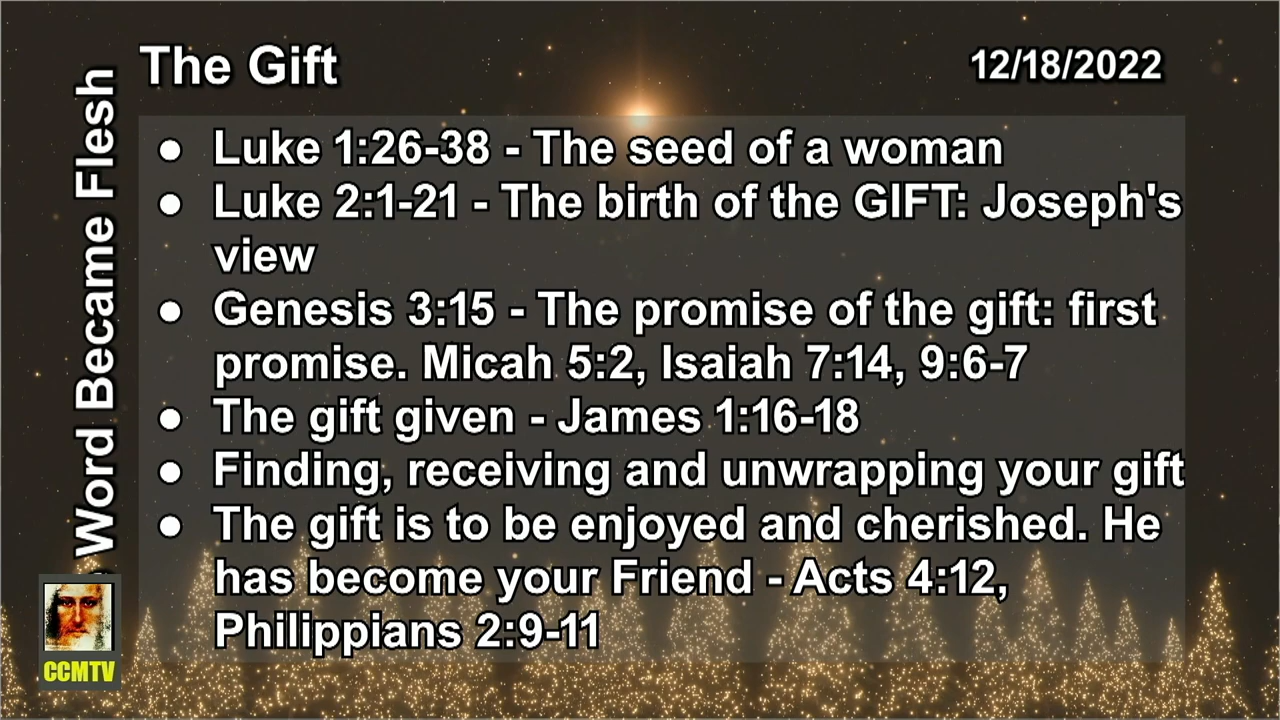 The Gift
12/18/2022
Word Became Flesh
● Luke 1:26-38 - The seed of a woman
● Luke 2:1-21 - The birth of the GIFT: Joseph's
view
● Genesis 3:15 - The promise of the gift: first
promise. Micah 5:2, Isaiah 7:14, 9:6-7
● The gift given - James 1:16-18
● Finding, receiving and unwrapping your gift
● The gift is to be enjoyed and cherished. He
has become your Friend - Acts 4:12,
Philippians 2:9-11
CCMTV